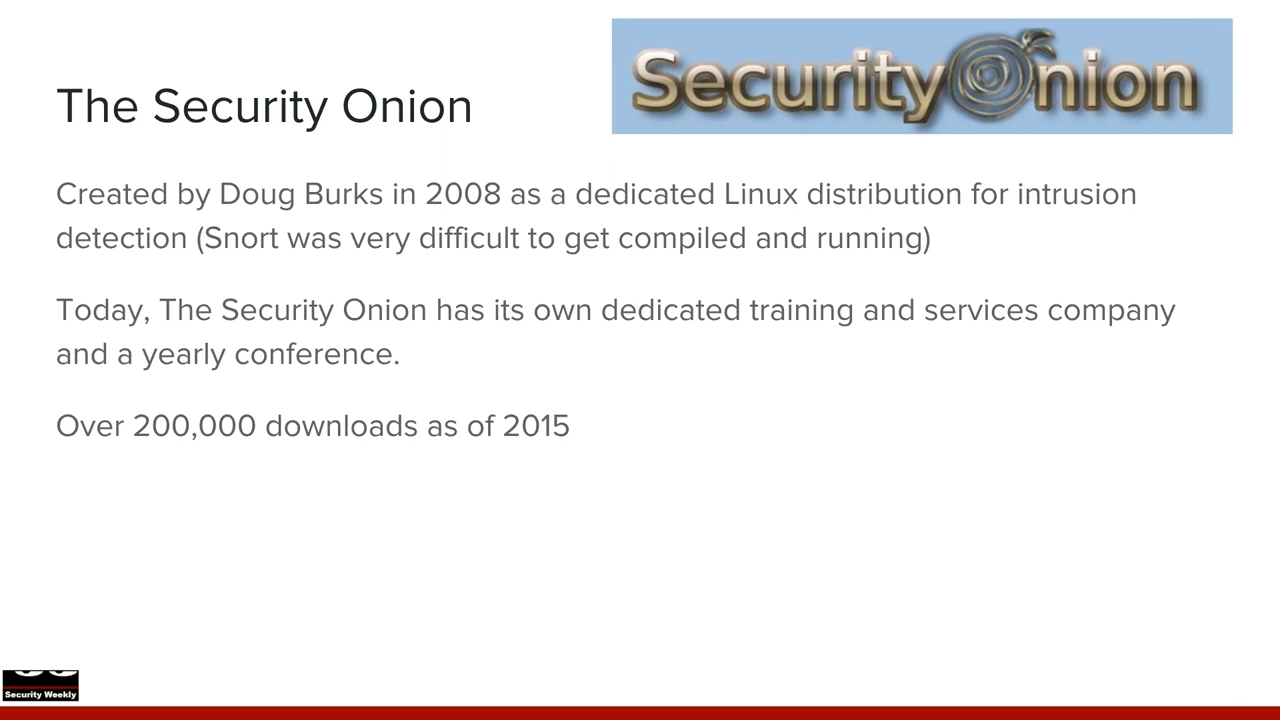 Security Onion
The Security Onion
Created by Doug Burks in 2008 as a dedicated Linux distribution for intrusion
detection (Snort was very difficult to get compiled and running)
Today, The Security Onion has its own dedicated training and services company
and a yearly conference.
Over 200,000 downloads as of 2015
Security Weekly